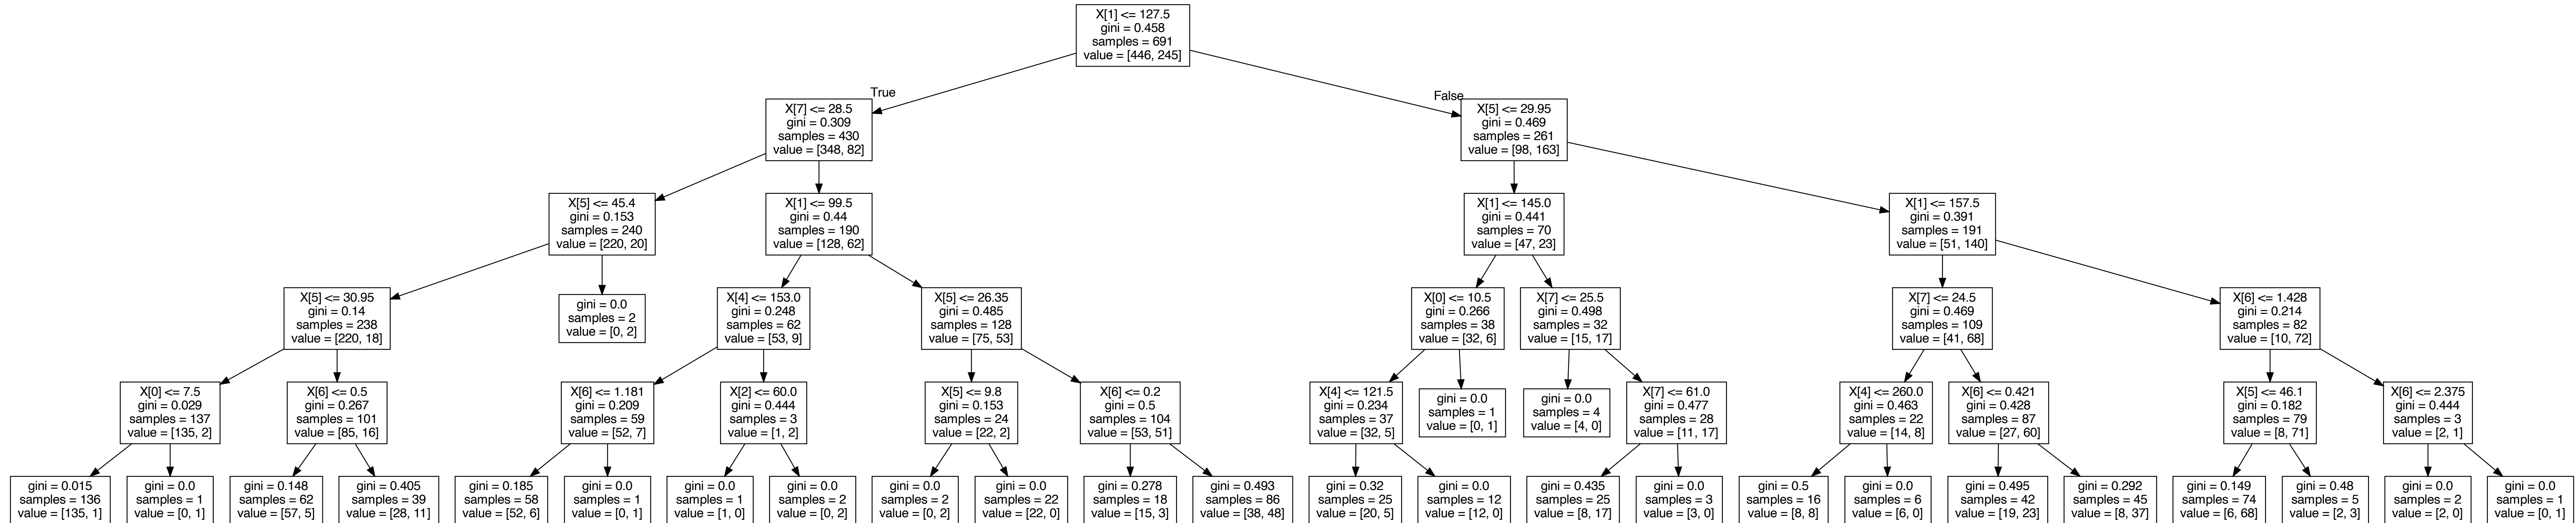 X[1] <= 127.5
gini = 0.458
samples = 691
value = [446, 245]
True
False
X[7] <= 28.5
gini = 0.309
samples = 430
value = [348, 82]
X[5] <= 29.95
gini = 0.469
samples = 261
value = [98, 163]
X[5] <= 45.4
gini = 0.153
samples = 240
value = [220, 20]
X[1] <= 99.5
gini = 0.44
samples = 190
value = [128, 62]
X[1] <= 145.0
gini = 0.441
samples = 70
value = [47, 23]
X[1] <= 157.5
gini = 0.391
samples = 191
value = [51, 140]
X[5] <= 30.95
gini = 0.14
samples = 238
value = [220, 18]
gini = 0.0
samples = 2
value = [0, 2]
X[4] <= 153.0
gini = 0.248
samples = 62
value = [53, 9]
X[5] <= 26.35
gini = 0.485
samples = 128
value = [75, 53]
X[0] <= 10.5
gini = 0.266
samples = 38
value = [32, 6]
X[7] <= 25.5
gini = 0.498
samples = 32
value = [15, 17]
X[7] <= 24.5
gini = 0.469
samples = 109
value = [41, 68]
X[6] <= 1.428
gini = 0.214
samples = 82
value = [10, 72]
X[0] <= 7.5
gini = 0.029
samples = 137
value = [135, 2]
X[6] <= 0.5
gini = 0.267
samples = 101
value = [85, 16]
X[6] <= 1.181
gini = 0.209
samples = 59
value = [52, 7]
X[2] <= 60.0
gini = 0.444
samples = 3
value = [1, 2]
X[5] <= 9.8
gini = 0.153
samples = 24
value = [22, 2]
X[6] <= 0.2
gini = 0.5
samples = 104
value = [53, 51]
X[4] <= 121.5
gini = 0.234
samples = 37
value = [32, 5]
gini = 0.0
samples = 1
value = [0, 1]
gini = 0.0
samples = 4
value = [4, 0]
X[7] <= 61.0
gini = 0.477
samples = 28
value = [11, 17]
X[4] <= 260.0
gini = 0.463
samples = 22
value = [14, 8]
X[6] <= 0.421
gini = 0.428
samples = 87
value = [27, 60]
X[5] <= 46.1
gini = 0.182
samples = 79
value = [8, 71]
X[6] <= 2.375
gini = 0.444
samples = 3
value = [2, 1]
gini = 0.015
samples = 136
value = [135, 1]
gini = 0.0
samples = 1
value = [0, 1]
gini = 0.148
samples = 62
value = [57, 5]
gini = 0.405
samples = 39
value = [28, 11]
gini = 0.185
samples = 58
value = [52, 6]
gini = 0.0
samples = 1
value = [0, 1]
gini = 0.0
samples = 1
value = [1, 0]
gini = 0.0
samples = 2
value = [0, 2]
gini = 0.0
samples = 2
value = [0, 2]
gini = 0.0
samples = 22
value = [22, 0]
gini = 0.278
samples = 18
value = [15, 3]
gini = 0.493
samples = 86
value = [38, 48]
gini = 0.32
samples = 25
value = [20, 5]
gini = 0.0
samples = 12
value = [12, 0]
gini = 0.435
samples = 25
value = [8, 17]
gini = 0.0
samples = 3
value = [3, 0]
gini = 0.5
samples = 16
value = [8, 8]
gini = 0.0
samples = 6
value = [6, 0]
gini = 0.495
samples = 42
value = [19, 23]
gini = 0.292
samples = 45
value = [8, 37]
gini = 0.149
samples = 74
value = [6, 68]
gini = 0.48
samples = 5
value = [2, 3]
gini = 0.0
samples = 2
value = [2, 0]
gini = 0.0
samples = 1
value = [0, 1]